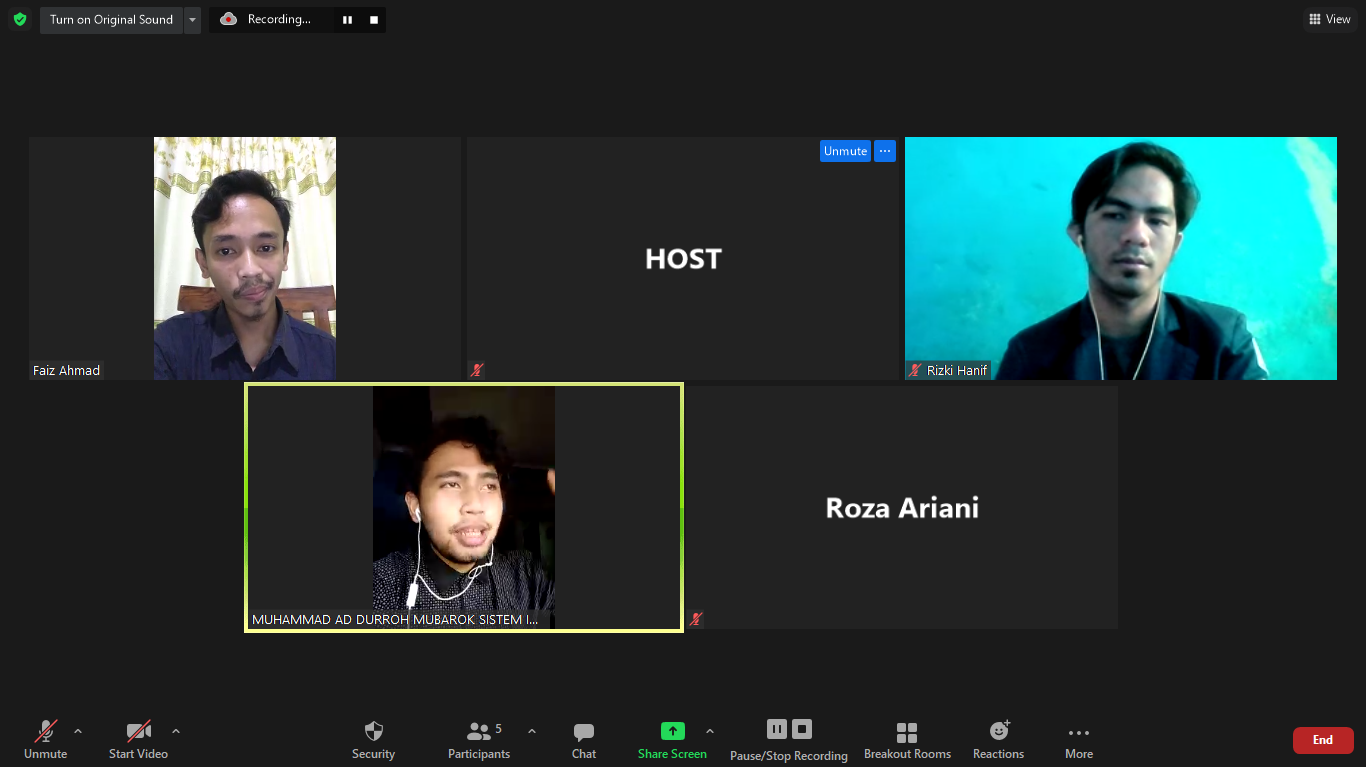 Turn on Original Sound
Recording...
View
Unmute
HOST
Faiz Ahmad
Rizki Hanif
MUHAMMAD AD DURROH MUBAROK SISTEM I...
Roza Ariani
Unmute
Start Video
Security
Participants
5
Chat
Share Screen
Pause/Stop Recording
Breakout Rooms
Reactions
More
End